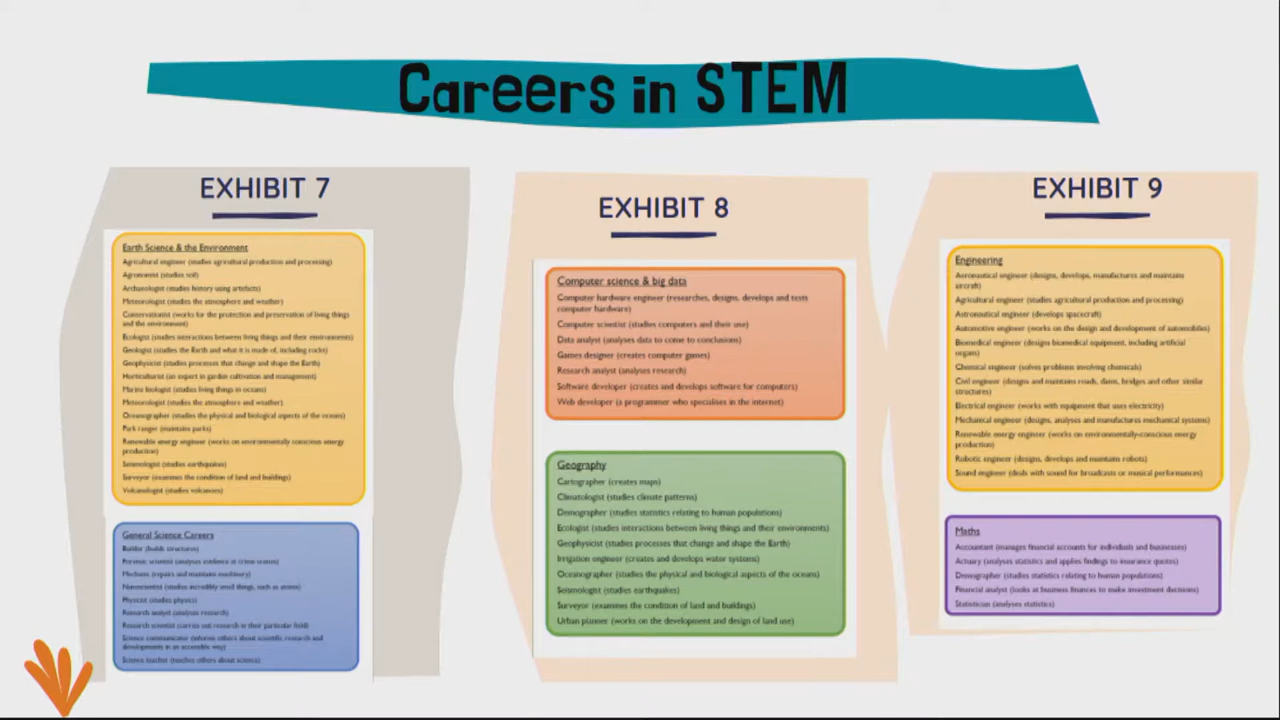 Careers in STEM
EXHIBIT 7
Earth Science & the Environment
Agricultural engineer (studies agricultural production and processing)
Agronomist (studies soil)
Archaeologist (studies history using artefacts)
Meteorologist (studies the atmosphere and weather)
Conservationist (works for the protection and preservation of living things
and the environment)
Ecologist (studies interactions between living things and their environments)
Geologist (studies the Earth and what it is made of, including rocks)
Geophysicist (studies processes that change and shape the Earth)
Horticulturist (an expert in garden cultivation and management)
Marine biologist (studies living things in oceans)
Meteorologist (studies the atmosphere and weather)
Oceanographer (studies the physical and biological aspects of the oceans)
Park ranger (maintains parks)
Renewable energy engineer (works on environmentally conscious energy
production)
Seismologist (studies earthquakes)
Surveyor (examines the condition of land and buildings)
Volcanologist (studies volcanoes)
General Science Careers
Builder (builds structures)
Forensic scientist (analyses evidence at crime scenes)
Mechanic (repairs and maintains machinery)
Nanoscientist (studies incredibly small things, such as atoms)
Physicist (studies physics)
Research analyst (analyses research)
Research scientist (carries out research in their particular field)
Science communicator (informs others about scientific research and
developments in an accessible way)
Science teacher (teaches others about science)
EXHIBIT 8
Computer science & big data
Computer hardware engineer (researches, designs, develops and tests
computer hardware)
Computer scientist (studies computers and their use)
Data analyst (analyses data to come to conclusions)
Games designer (creates computer games)
Research analyst (analyses research)
Software developer (creates and develops software for computers)
Web developer (a programmer who specialises in the internet)
Geography
Cartographer (creates maps)
Climatologist (studies climate patterns)
Demographer (studies statistics relating to human populations)
Ecologist (studies interactions between living things and their environments)
Geophysicist (studies processes that change and shape the Earth)
Irrigation engineer (creates and develops water systems)
Oceanographer (studies the physical and biological aspects of the oceans)
Seismologist (studies earthquakes)
Surveyor (examines the condition of land and buildings)
Urban planner (works on the development and design of land use)
EXHIBIT 9
Engineering
Aeronautical engineer (designs, develops, manufactures and maintains
aircraft)
Agricultural engineer (studies agricultural production and processing)
Astronautical engineer (develops spacecraft)
Automotive engineer (works on the design and development of automobiles)
Biomedical engineer (designs biomedical equipment, including artificial
organs)
Chemical engineer (solves problems involving chemicals)
Civil engineer (designs and maintains roads, dams, bridges and other similar
structures)
Electrical engineer (works with equipment that uses electricity)
Mechanical engineer (designs, analyses and manufactures mechanical systems)
Renewable energy engineer (works on environmentally-conscious energy
production)
Robotic engineer (designs, develops and maintains robots)
Sound engineer (deals with sound for broadcasts or musical performances)
Maths
Accountant (manages financial accounts for individuals and businesses)
Actuary (analyses statistics and applies findings to insurance quotes)
Demographer (studies statistics relating to human populations)
Financial analyst (looks at business finances to make investment decisions)
Statistician (analyses statistics)